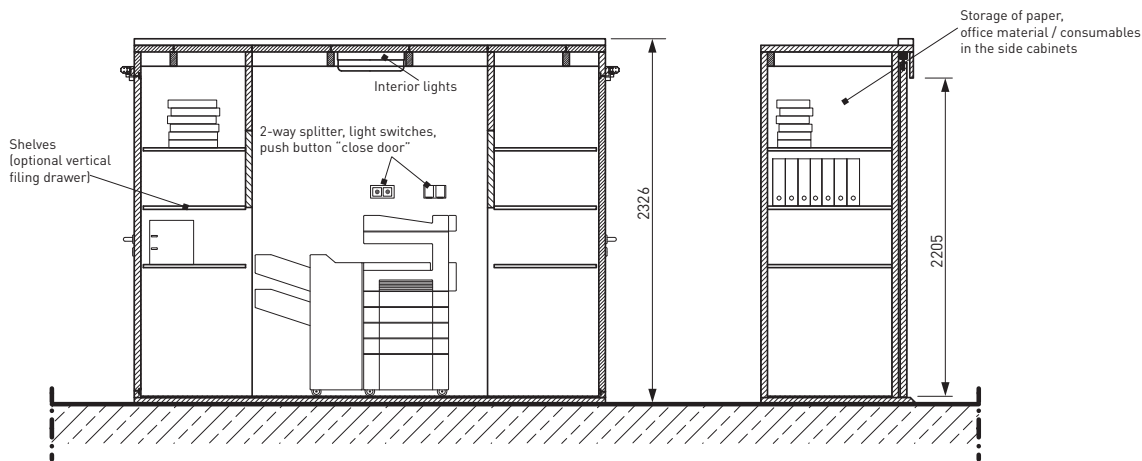 Storage of paper,
office material / consumables
in the side cabinets
Interior lights
2-way splitter, light switches,
push button “close door”
Shelves
(optional vertical
filing drawer)
2326
2205